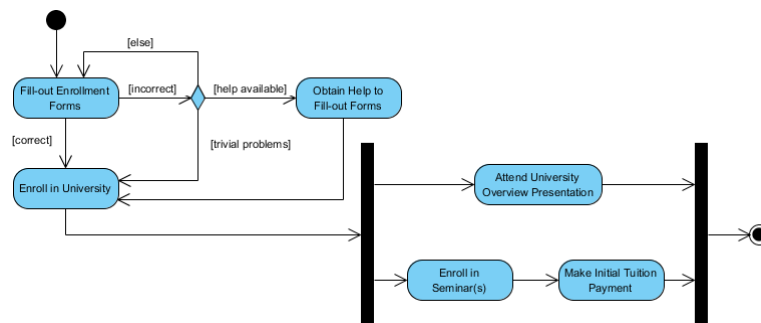 [else]
Fill-out Enrollment
Forms
[incorrect]
[help available]
Obtain Help to
Fill-out Forms
[correct]
[trivial problems]
Enroll in University
Attend University
Overview Presentation
Enroll in
Seminar(s)
Make Initial Tuition
Payment